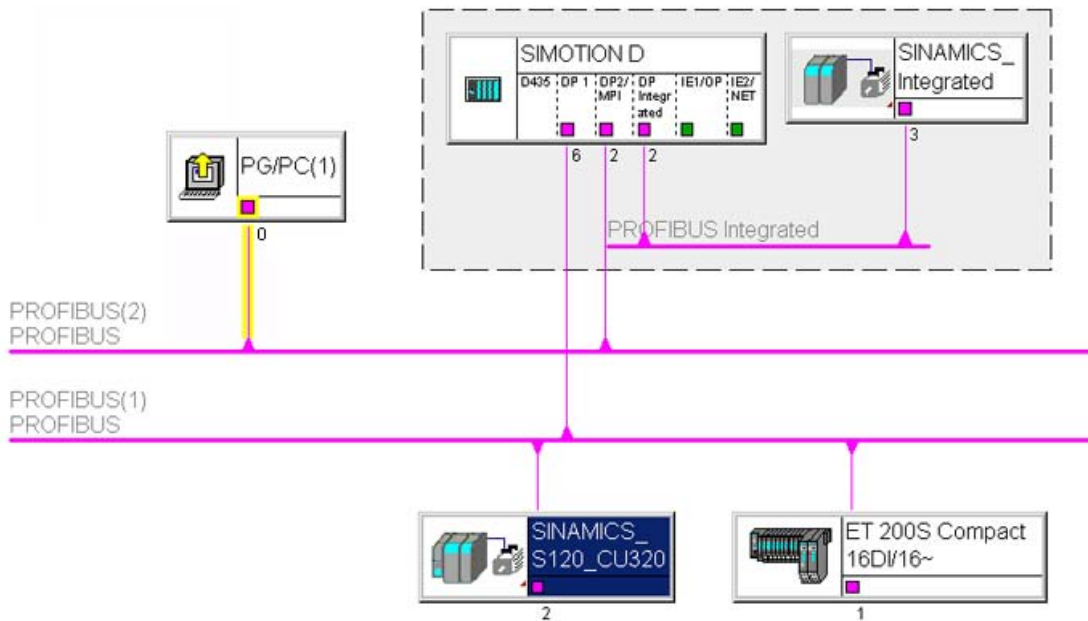 SIMOTION D
D435
DP 1
DP2/
MPI
DP
Integr
ated
IE1/OP
IE2/
NET
6
2
2
SINAMICS_
Integrated
3
PG/PC(1)
0
PROFIBUS Integrated
PROFIBUS(2)
PROFIBUS
PROFIBUS(1)
PROFIBUS
SINAMICS_
S120_CU320
2
ET 200S Compact
16DI/16~
1